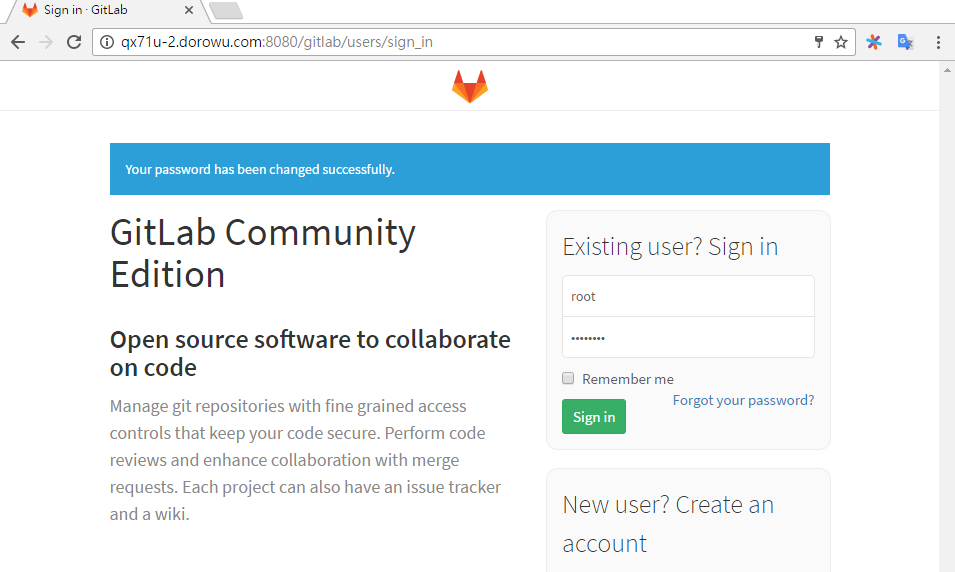 Sign in · GitLab
qx71u-2.dorowu.com:8080/gitlab/users/sign_in
Your password has been changed successfully.
GitLab Community
Edition
Open source software to collaborate
on code
Manage git repositories with fine grained access
controls that keep your code secure. Perform code
reviews and enhance collaboration with merge
requests. Each project can also have an issue tracker
and a wiki.
Existing user? Sign in
root
••••••••
Remember me
Forgot your password?
Sign in
New user? Create an
account